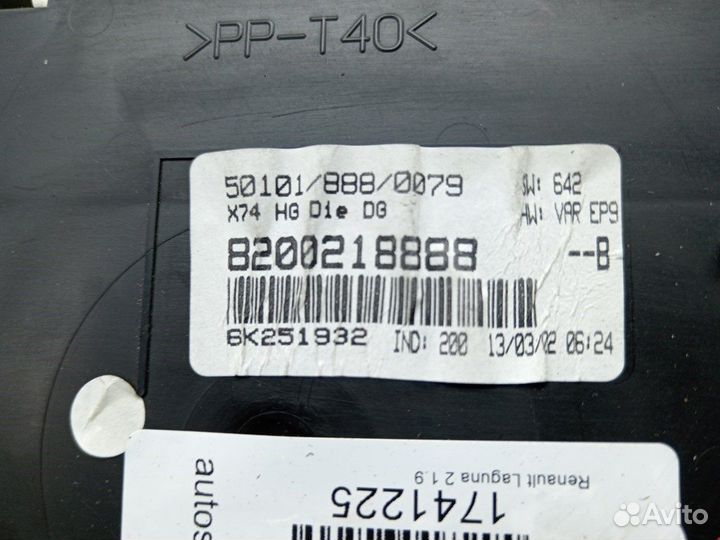 >PP-T40<
50101/888/0079 SW: 642
X74 HG Die DG HW: VAR EP9
8200218888 --B
6K251932 IND: 200 13/03/02 06:24
Renault Laguna 2 1.9
1741225
autos
Avito